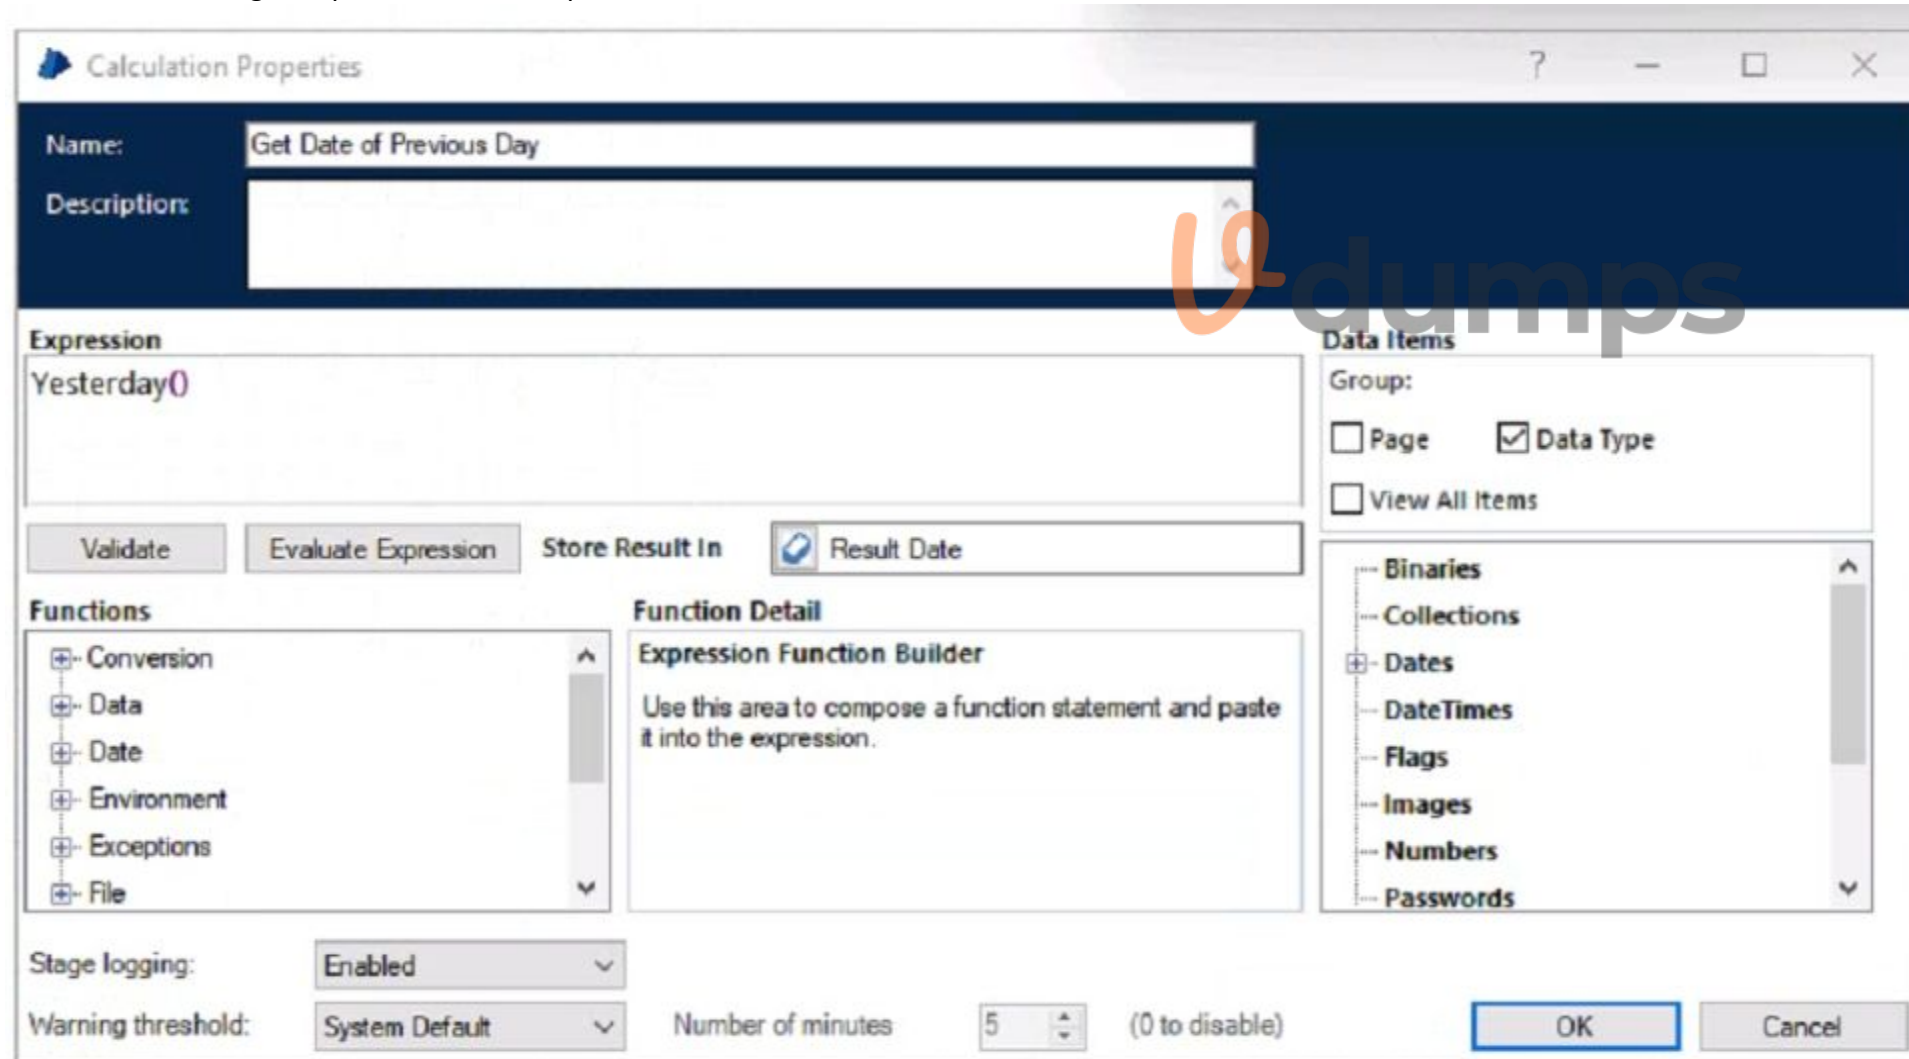 Calculation Properties
?
Name:
Get Date of Previous Day
Description:
Vdumps
Expression
Yesterday()
Data Items
Group:
Page
Data Type
View All Items
Validate
Evaluate Expression
Store Result In
Result Date
Functions
Conversion
Data
Date
Environment
Exceptions
File
Function Detail
Expression Function Builder
Use this area to compose a function statement and paste
it into the expression.
Binaries
Collections
Dates
DateTimes
Flags
Images
Numbers
Passwords
Stage logging:
Enabled
Warning threshold:
System Default
Number of minutes
5
(0 to disable)
OK
Cancel